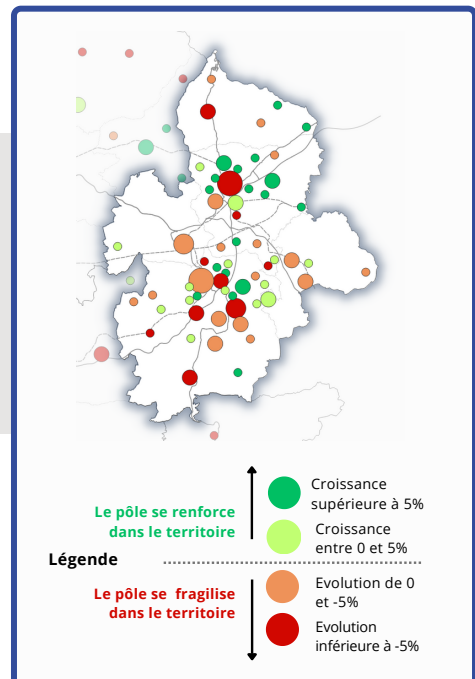 Le pôle se renforce
dans le territoire
Croissance
supérieure à 5%
Croissance
entre 0 et 5%
Légende
Le pôle se fragilise
dans le territoire
Evolution de 0
et -5%
Evolution
inférieure à -5%